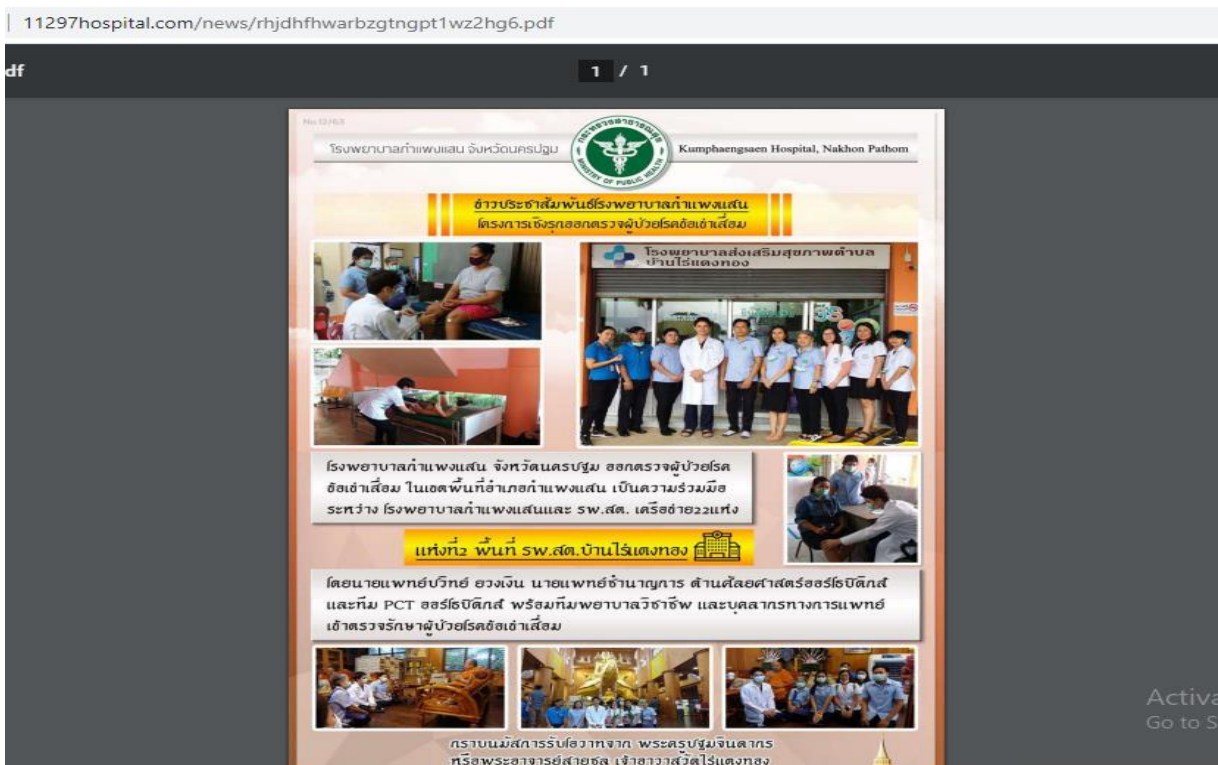 11297hospital.com/news/rhjdhfhwarbzgtngpt1wz2hg6.pdf
df
1 / 1
No.12/63
โรงพยาบาลกำแพงแสน จังหวัดนครปฐม
กระทรวงสาธารณสุข
MINISTRY OF PUBLIC HEALTH
Kumphaengsaen Hospital, Nakhon Pathom
ข่าวประชาสัมพันธ์โรงพยาบาลกำแพงแสน
โครงการเชิงรุกออกตรวจผู้ป่วยโรคข้อเข่าเสื่อม
โรงพยาบาลส่งเสริมสุขภาพตำบล
บ้านไร่แตงทอง
โรงพยาบาลกำแพงแสน จังหวัดนครปฐม ออกตรวจผู้ป่วยโรค
ข้อเข่าเสื่อม ในเขตพื้นที่อำเภอกำแพงแสน เป็นความร่วมมือ
ระหว่าง โรงพยาบาลกำแพงแสนและ รพ.สต. เครือข่าย22แห่ง
แห่งที่2 พื้นที่ รพ.สต.บ้านไร่แตงทอง
โดยนายแพทย์ปวิทย์ ยวงเงิน นายแพทย์ชำนาญการ ด้านศัลยศาสตร์ออร์โธปิดิกส์
และทีม PCT ออร์โธปิดิกส์ พร้อมทีมพยาบาลวิชาชีพ และบุคลากรทางการแพทย์
เข้าตรวจรักษาผู้ป่วยโรคข้อเข่าเสื่อม
กราบนมัสการรับโอวาทจาก พระครูปฐมจินดากร
หรือพระอาจารย์สายชล เจ้าอาวาสวัดไร่แตงทอง
Activa
Go to S